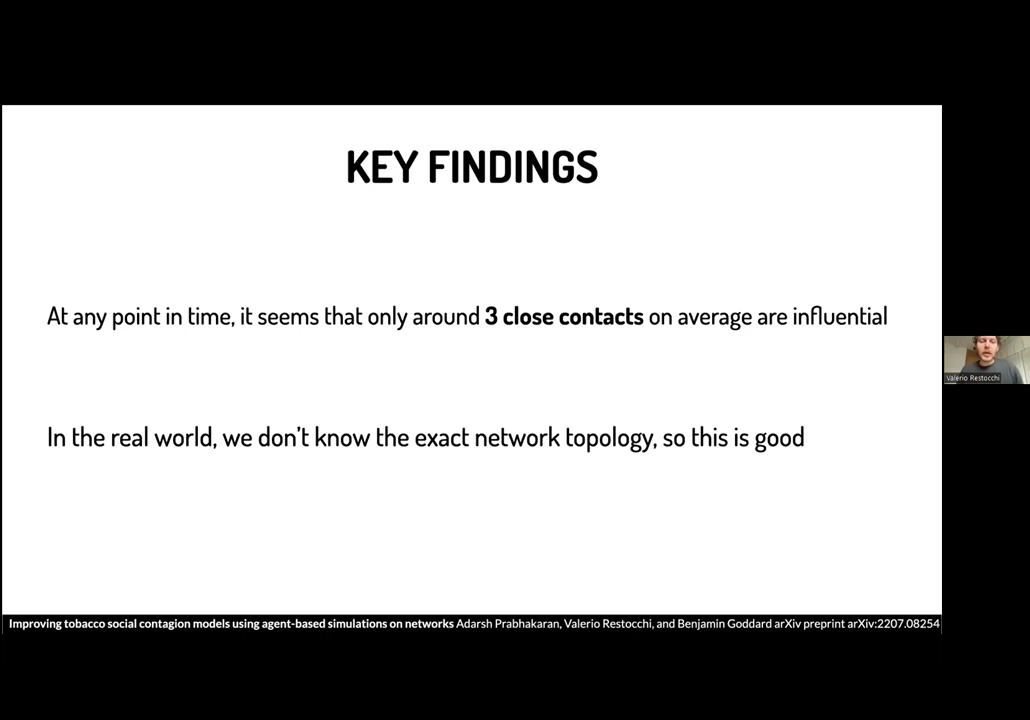 KEY FINDINGS
At any point in time, it seems that only around 3 close contacts on average are influential
Valerio Restocchi
In the real world, we don’t know the exact network topology, so this is good
Improving tobacco social contagion models using agent-based simulations on networks Adarsh Prabhakaran, Valerio Restocchi, and Benjamin Goddard arXiv preprint arXiv:2207.08254